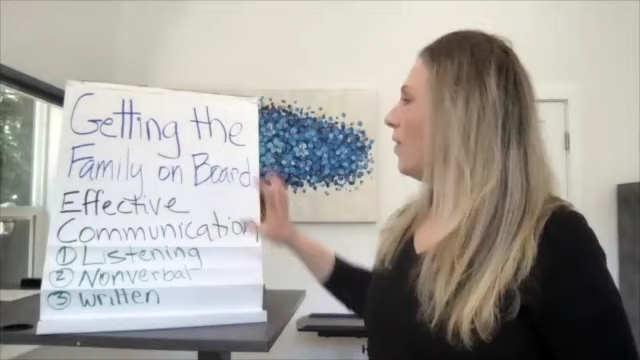 Getting the
Family on Board
Effective
Communication
① Listening
② Nonverbal
③ Written